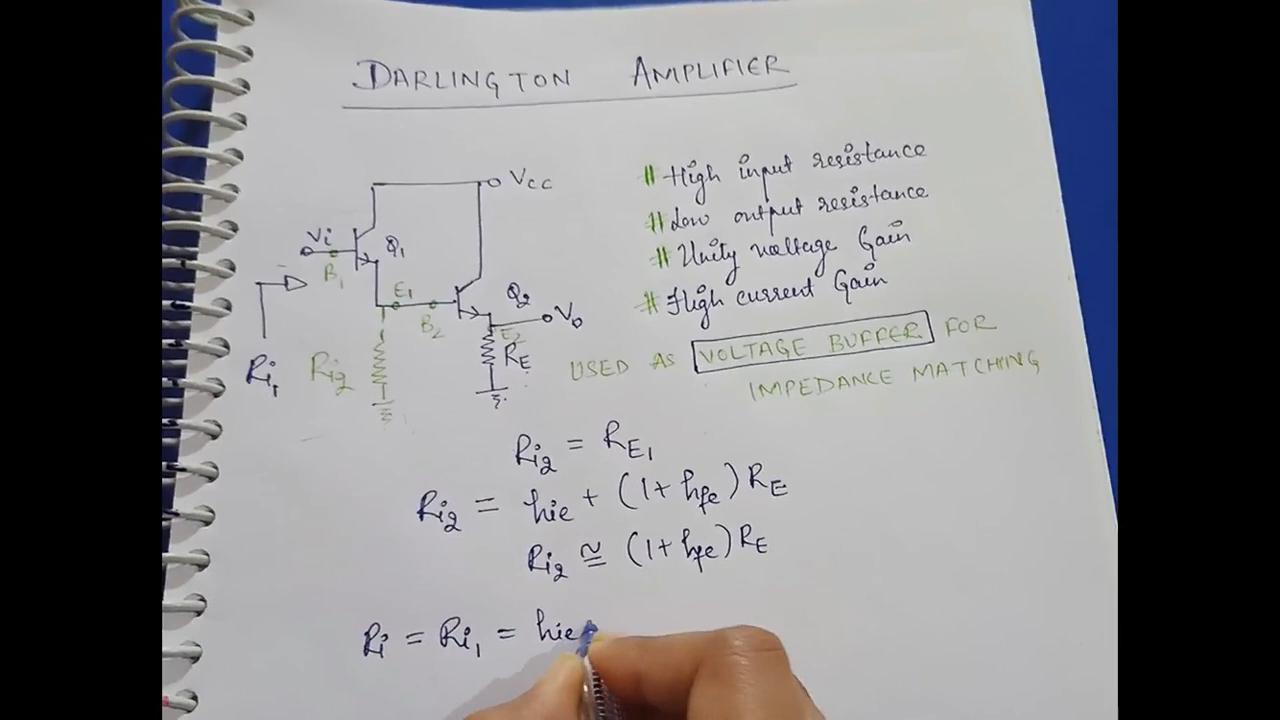 DARLINGTON AMPLIFIER
VCC
Vi
Q1
B1
E1
B2
Q2
E2
Vo
RE
Ri1
Ri2
# High input resistance
# Low output resistance
# Unity voltage Gain
# High current Gain
USED AS VOLTAGE BUFFER FOR
IMPEDANCE MATCHING
Ri2 = RE1
Ri2 = hie + (1+hfe) RE
Ri2 ≅ (1+hfe) RE
Ri = Ri1 = hie